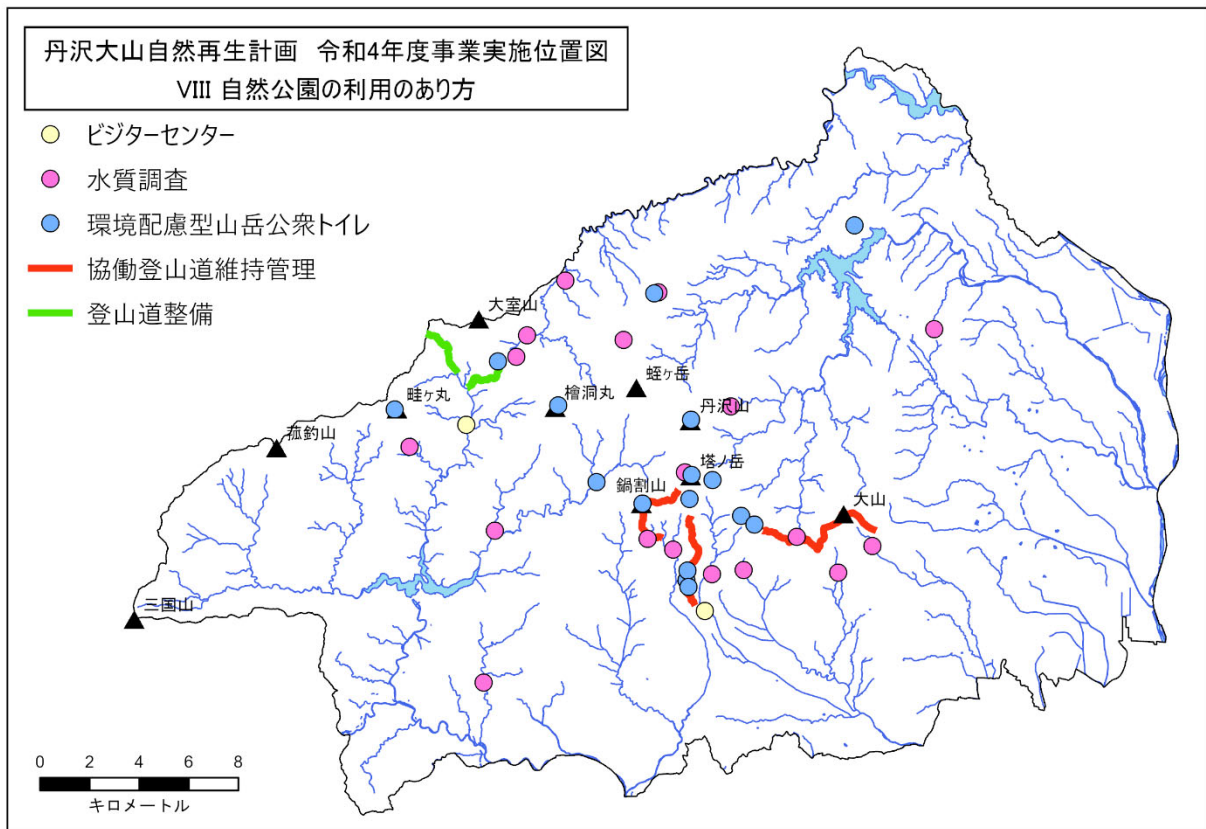 丹沢大山自然再生計画 令和4年度事業実施位置図
VIII 自然公園の利用のあり方
ビジターセンター
水質調査
環境配慮型山岳公衆トイレ
協働登山道維持管理
登山道整備
大室山
蛭ヶ岳
畦ヶ丸
檜洞丸
丹沢山
菰釣山
塔ノ岳
鍋割山
大山
三国山
0 2 4 6 8
キロメートル